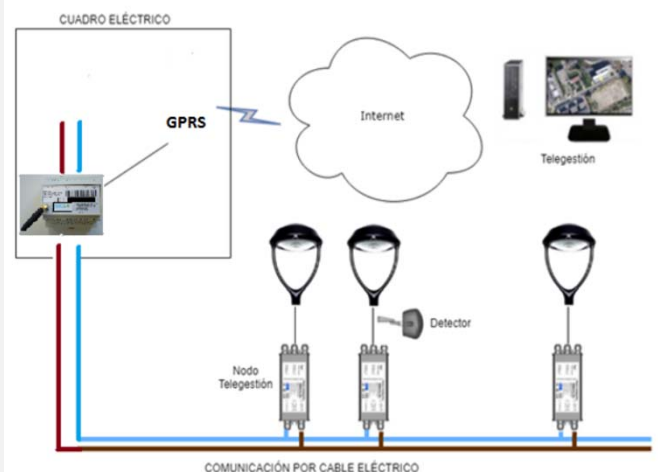 CUADRO ELÉCTRICO
GPRS
Internet
Telegestión
Detector
Nodo
Telegestión
COMUNICACIÓN POR CABLE ELÉCTRICO